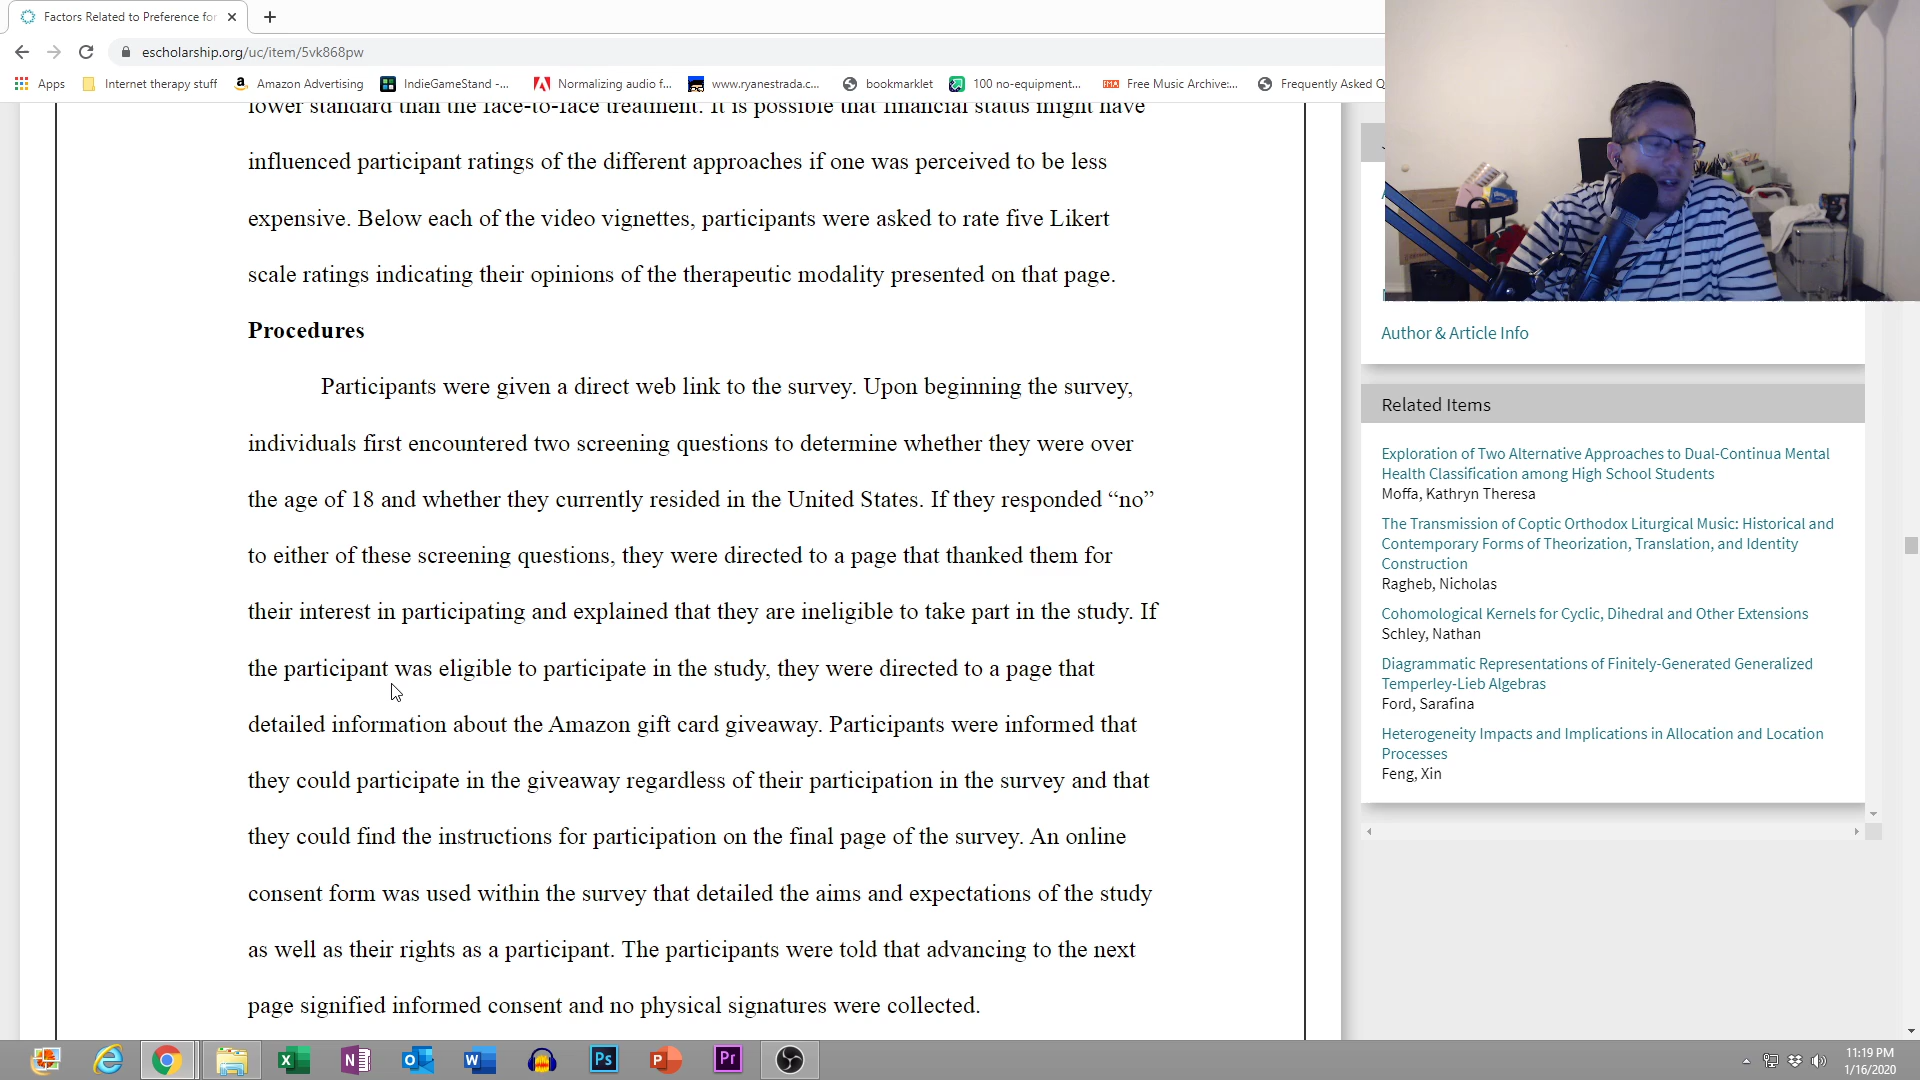 Factors Related to Preference for
escholarship.org/uc/item/5vk868pw
Apps
Internet therapy stuff
Amazon Advertising
IndieGameStand -...
Normalizing audio f...
www.ryanestrada.c...
bookmarklet
100 no-equipment...
Free Music Archive:...
Frequently Asked Q
lower standard than the face-to-face treatment. It is possible that financial status might have
influenced participant ratings of the different approaches if one was perceived to be less
expensive. Below each of the video vignettes, participants were asked to rate five Likert
scale ratings indicating their opinions of the therapeutic modality presented on that page.
Procedures
Participants were given a direct web link to the survey. Upon beginning the survey,
individuals first encountered two screening questions to determine whether they were over
the age of 18 and whether they currently resided in the United States. If they responded “no”
to either of these screening questions, they were directed to a page that thanked them for
their interest in participating and explained that they are ineligible to take part in the study. If
the participant was eligible to participate in the study, they were directed to a page that
detailed information about the Amazon gift card giveaway. Participants were informed that
they could participate in the giveaway regardless of their participation in the survey and that
they could find the instructions for participation on the final page of the survey. An online
consent form was used within the survey that detailed the aims and expectations of the study
as well as their rights as a participant. The participants were told that advancing to the next
page signified informed consent and no physical signatures were collected.
Author & Article Info
Related Items
Exploration of Two Alternative Approaches to Dual-Continua Mental
Health Classification among High School Students
Moffa, Kathryn Theresa
The Transmission of Coptic Orthodox Liturgical Music: Historical and
Contemporary Forms of Theorization, Translation, and Identity
Construction
Ragheb, Nicholas
Cohomological Kernels for Cyclic, Dihedral and Other Extensions
Schley, Nathan
Diagrammatic Representations of Finitely-Generated Generalized
Temperley-Lieb Algebras
Ford, Sarafina
Heterogeneity Impacts and Implications in Allocation and Location
Processes
Feng, Xin
11:19 PM
1/16/2020